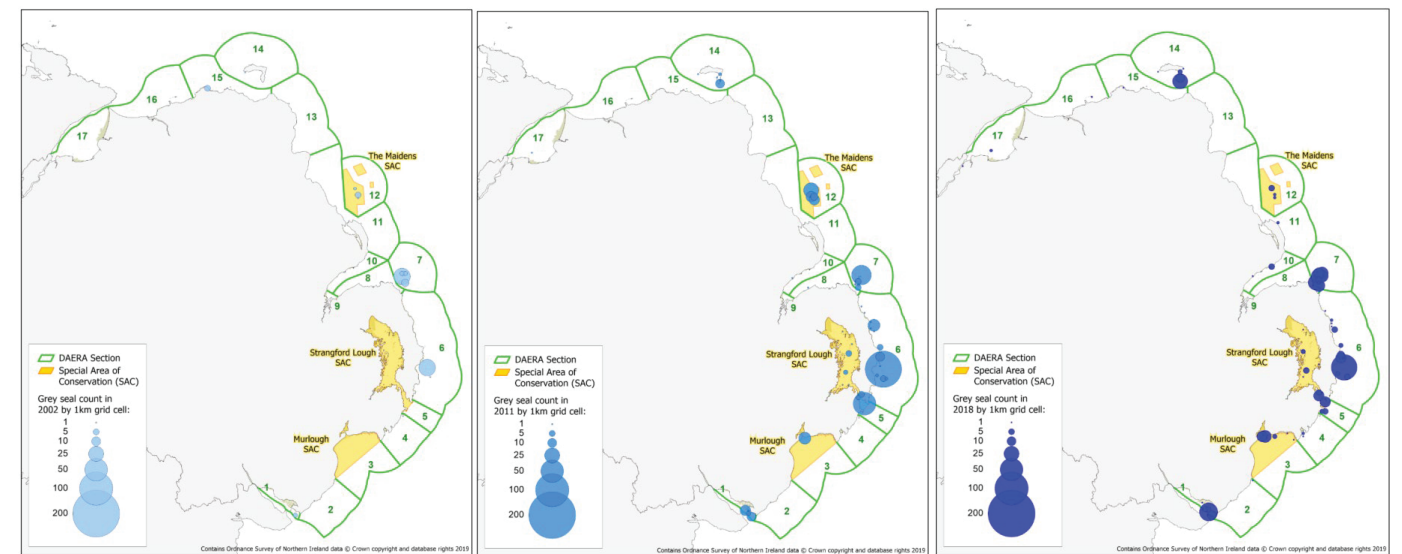 14
15
16
13
17
The Maidens
SAC
12
11
7
10
8
9
6
Strangford Lough
SAC
5
4
Murlough
SAC
3
1
2
DAERA Section
Special Area of
Conservation (SAC)
Grey seal count in
2002 by 1km grid cell:
1
5
10
25
50
100
200
Contains Ordnance Survey of Northern Ireland data © Crown copyright and database rights 2019
14
15
16
13
17
The Maidens
SAC
12
11
7
10
8
9
6
Strangford Lough
SAC
5
4
Murlough
SAC
3
1
2
DAERA Section
Special Area of
Conservation (SAC)
Grey seal count in
2011 by 1km grid cell:
1
5
10
25
50
100
200
Contains Ordnance Survey of Northern Ireland data © Crown copyright and database rights 2019
14
15
16
13
17
The Maidens
SAC
12
11
7
10
8
9
6
Strangford Lough
SAC
5
4
Murlough
SAC
3
1
2
DAERA Section
Special Area of
Conservation (SAC)
Grey seal count in
2018 by 1km grid cell:
1
5
10
25
50
100
200
Contains Ordnance Survey of Northern Ireland data © Crown copyright and database rights 2019